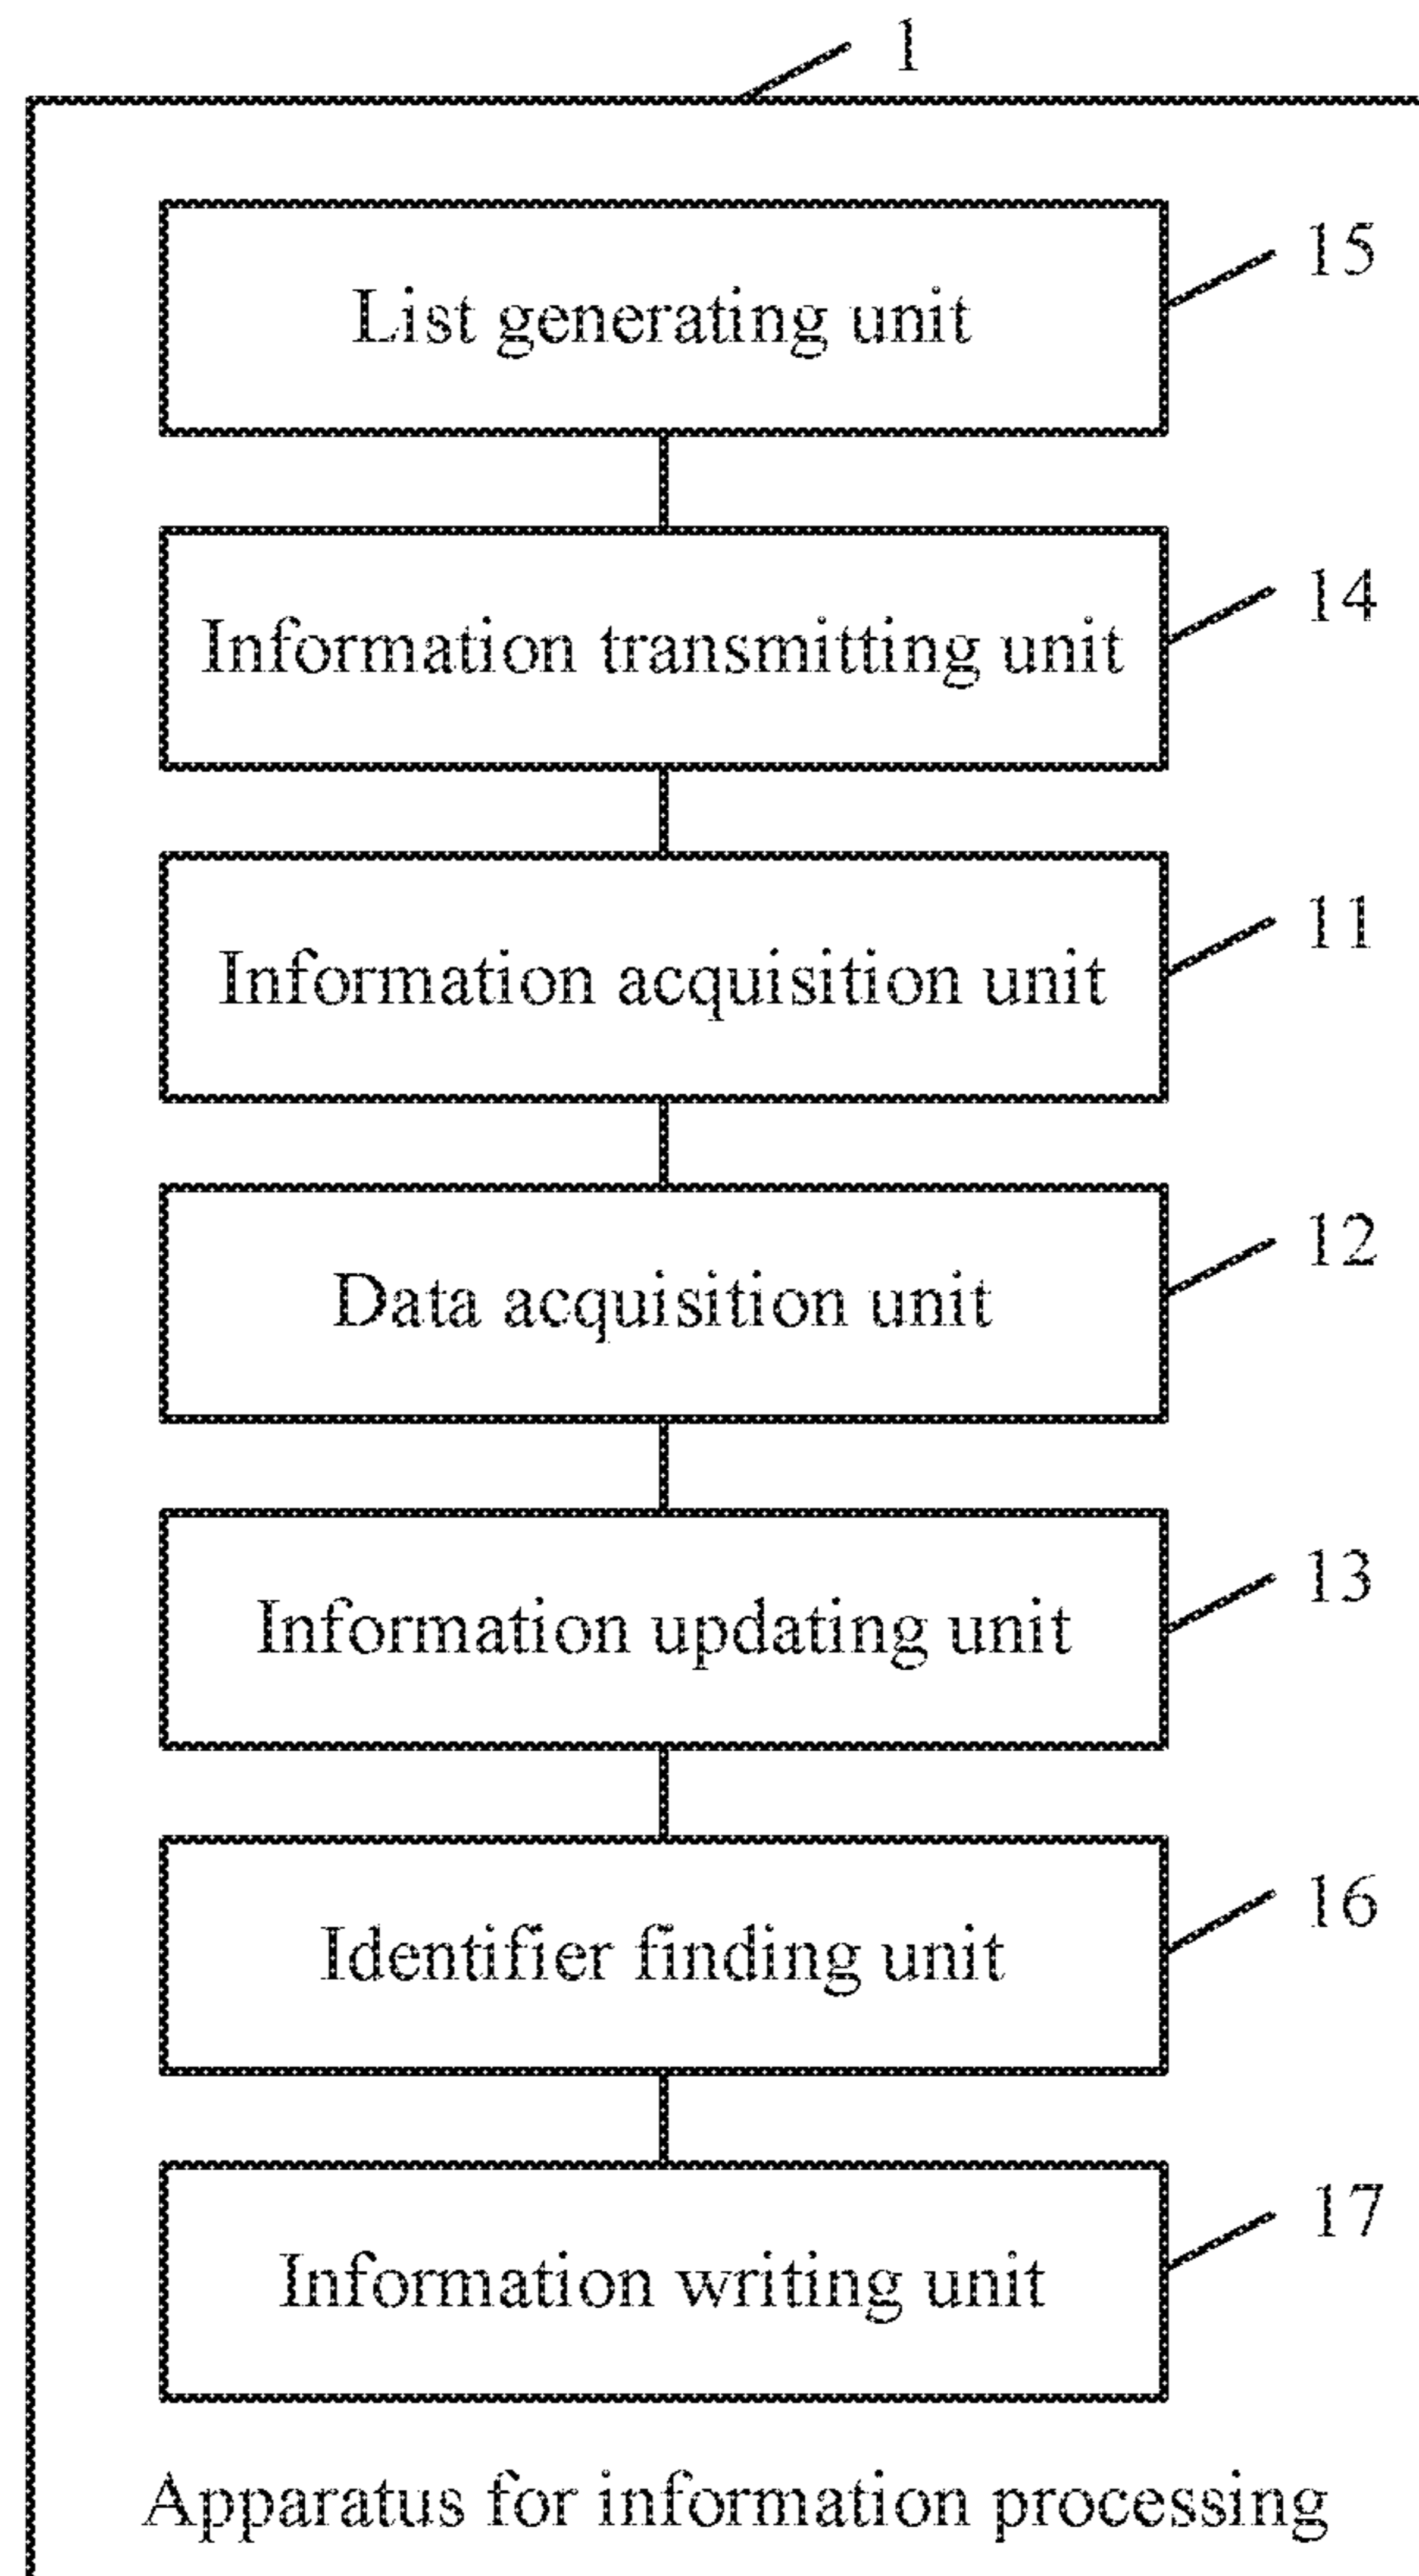 1
List generating unit
15
Information transmitting unit
14
Information acquisition unit
11
Data acquisition unit
12
Information updating unit
13
Identifier finding unit
16
Information writing unit
17
Apparatus for information processing